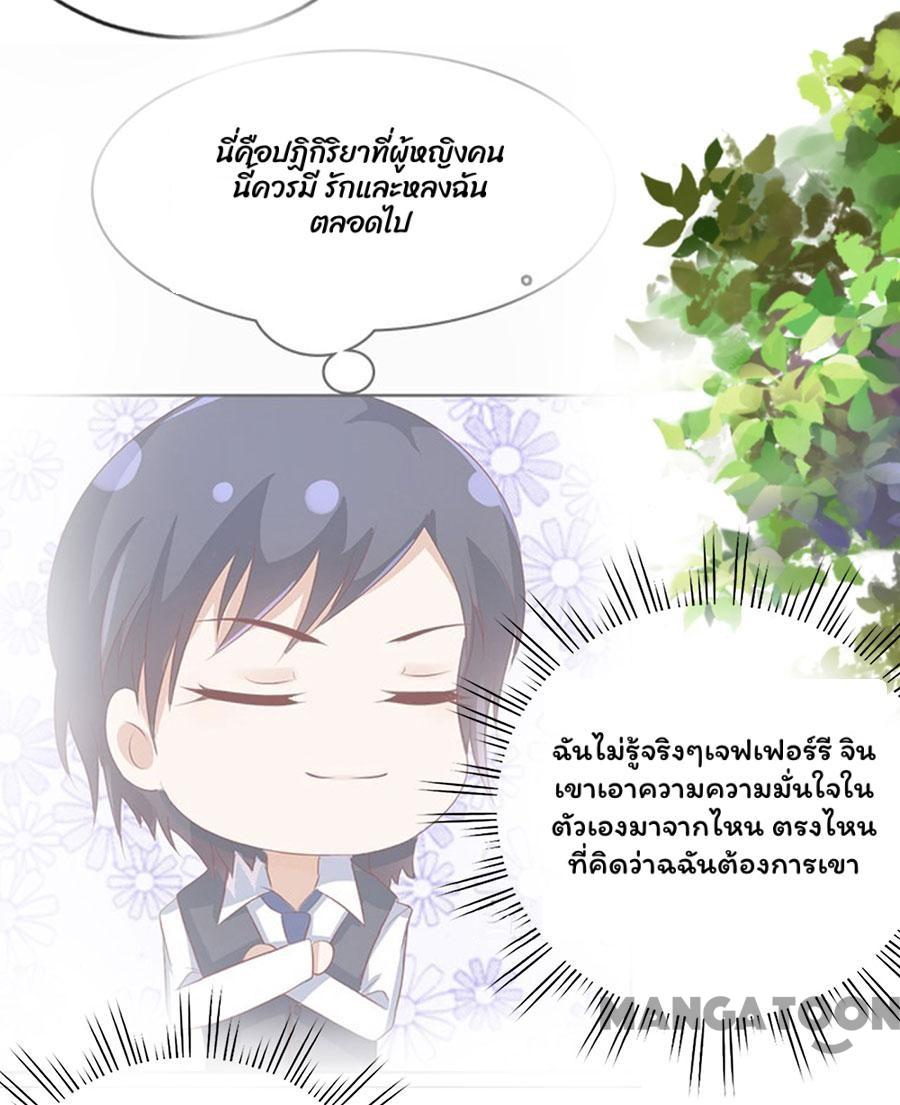 นี่คือปฏิกิริยาที่ผู้หญิงคน
นี้ควรมี รักและหลงฉัน
ตลอดไป
ฉันไม่รู้จริงๆเจฟเฟอร์รี จิน
เขาเอาความความมั่นใจใน
ตัวเองมาจากไหน ตรงไหน
ที่คิดว่าฉฉันต้องการเขา
MANGATOON